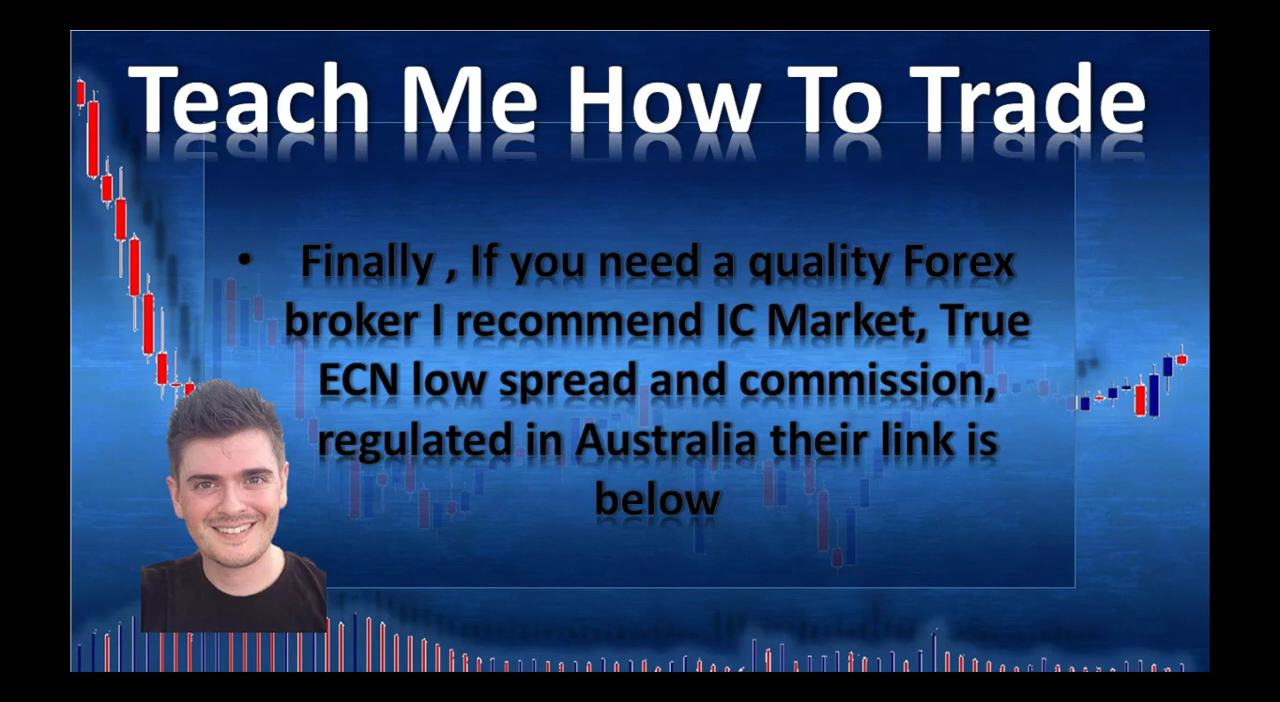 Teach Me How To Trade
• Finally , If you need a quality Forex
broker I recommend IC Market, True
ECN low spread and commission,
regulated in Australia their link is
below